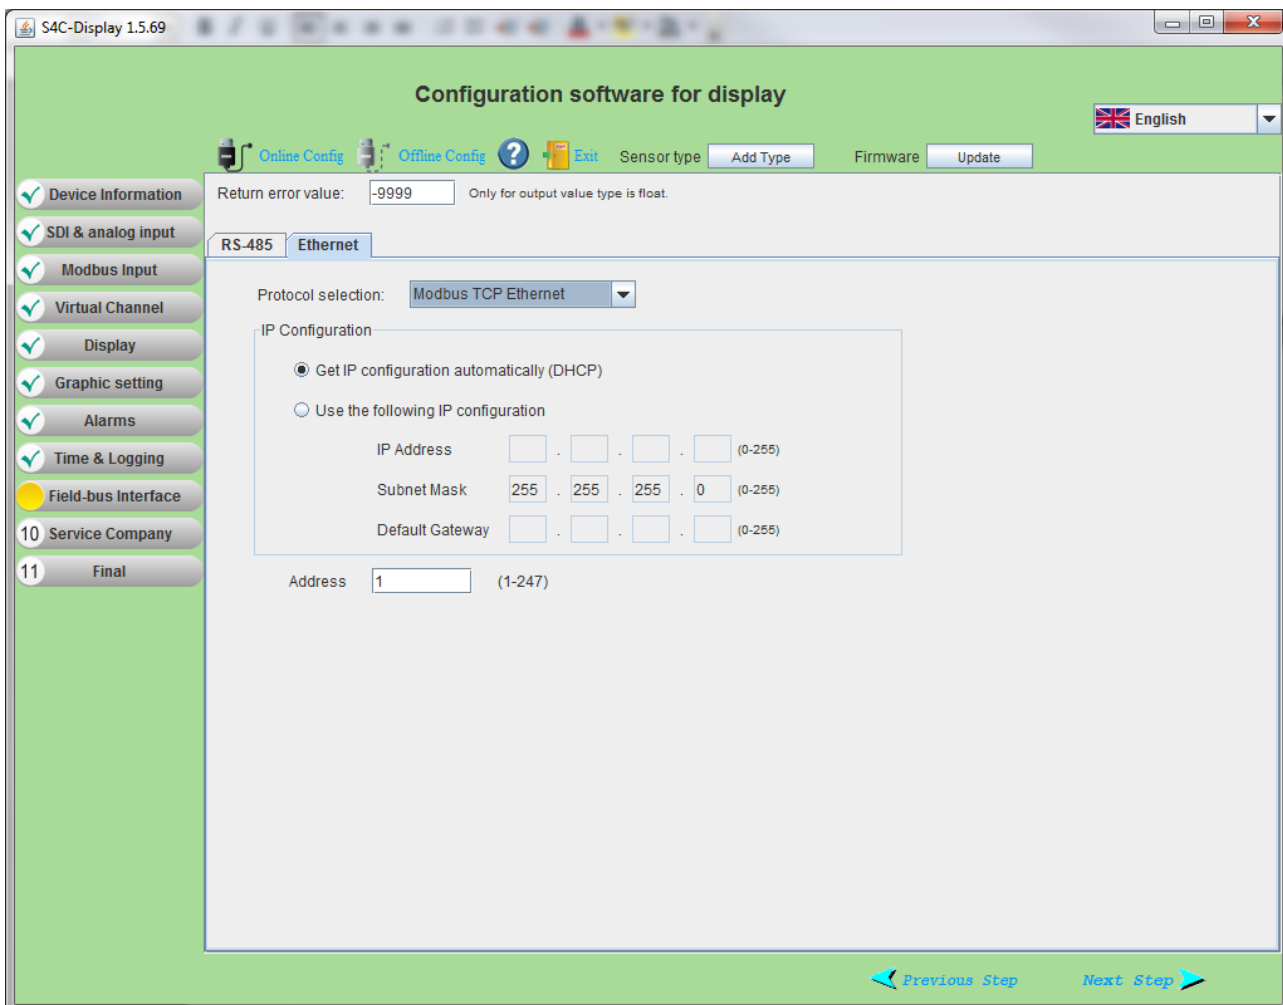 S4C-Display 1.5.69
Configuration software for display
English
Online Config Offline Config ? Exit Sensor type Add Type Firmware Update
Device Information
SDI & analog input
Modbus Input
Virtual Channel
Display
Graphic setting
Alarms
Time & Logging
Field-bus Interface
10 Service Company
11 Final
Return error value: -9999 Only for output value type is float.
RS-485 Ethernet
Protocol selection: Modbus TCP Ethernet
IP Configuration
Get IP configuration automatically (DHCP)
Use the following IP configuration
IP Address . . . (0-255)
Subnet Mask 255 . 255 . 255 . 0 (0-255)
Default Gateway . . . (0-255)
Address 1 (1-247)
Previous Step Next Step